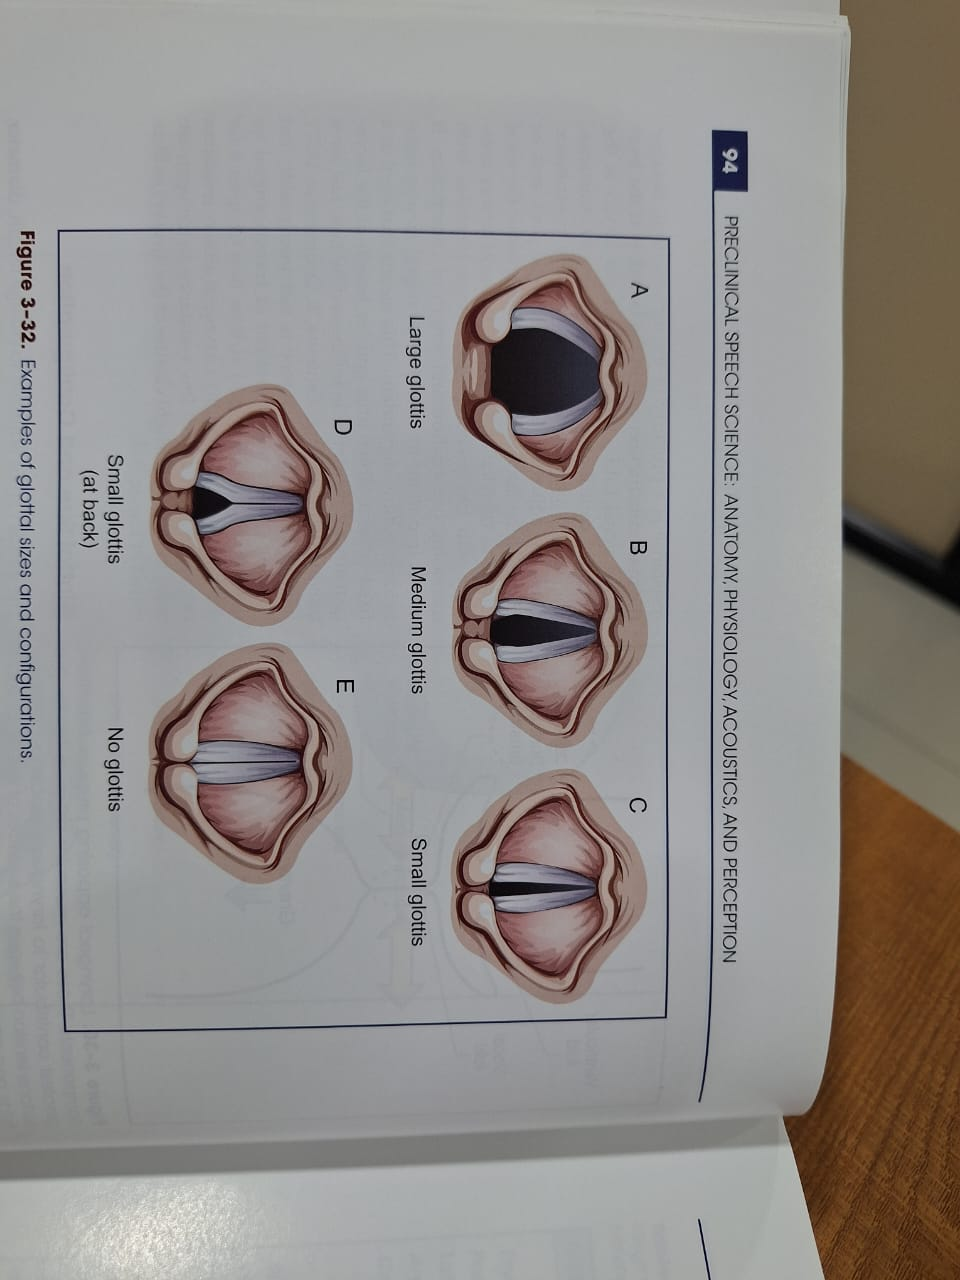 94
PRECLINICAL SPEECH SCIENCE: ANATOMY, PHYSIOLOGY, ACOUSTICS, AND PERCEPTION
A
B
C
Large glottis
Medium glottis
Small glottis
D
E
Small glottis
(at back)
No glottis
Figure 3–32. Examples of glottal sizes and configurations.